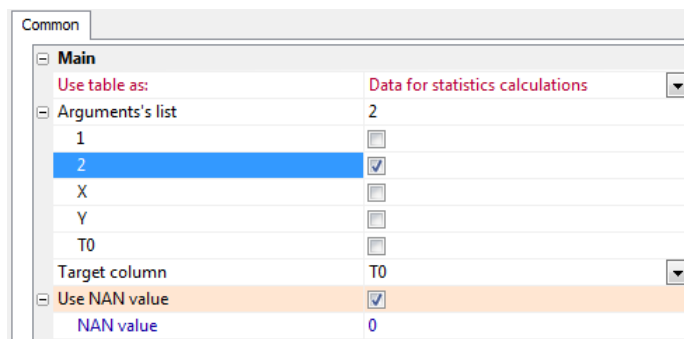 Common
Main
Use table as: Data for statistics calculations
Arguments's list 2
1
2
X
Y
T0
Target column T0
Use NAN value
NAN value 0